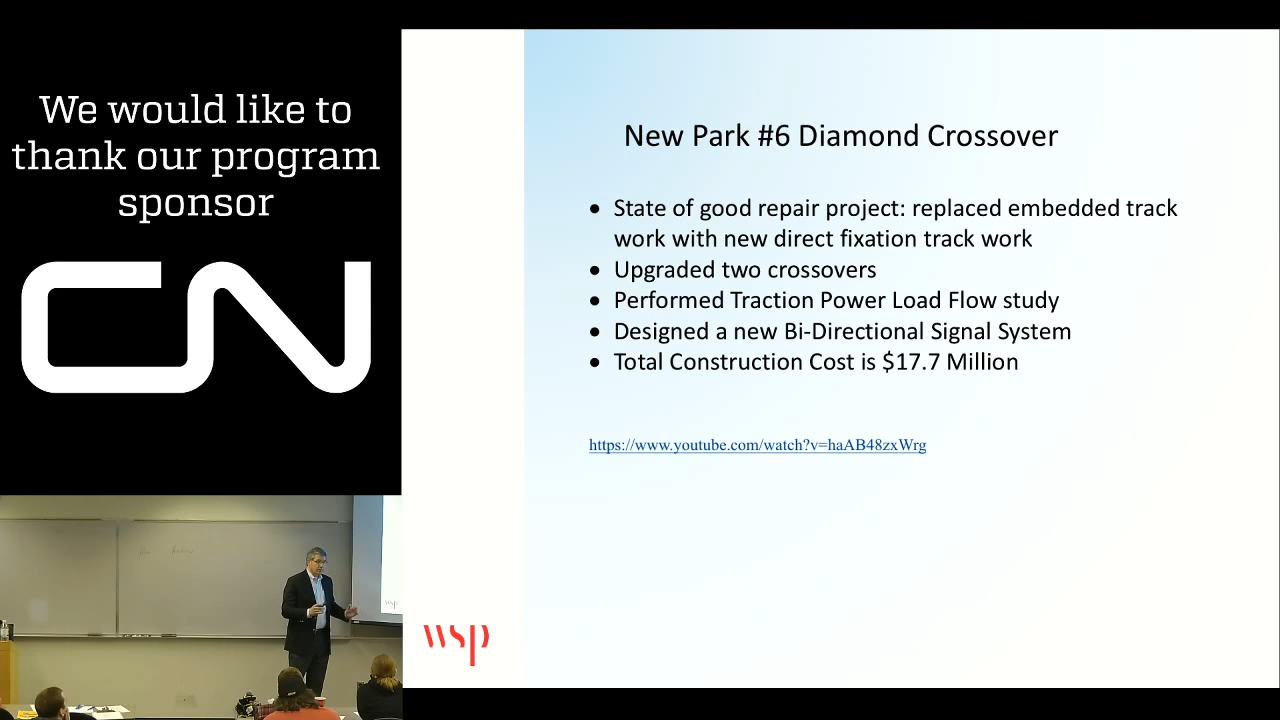 We would like to
thank our program
sponsor
CN
New Park #6 Diamond Crossover
• State of good repair project: replaced embedded track
work with new direct fixation track work
• Upgraded two crossovers
• Performed Traction Power Load Flow study
• Designed a new Bi-Directional Signal System
• Total Construction Cost is $17.7 Million
https://www.youtube.com/watch?v=haAB48zxWrg
wsp
wsp